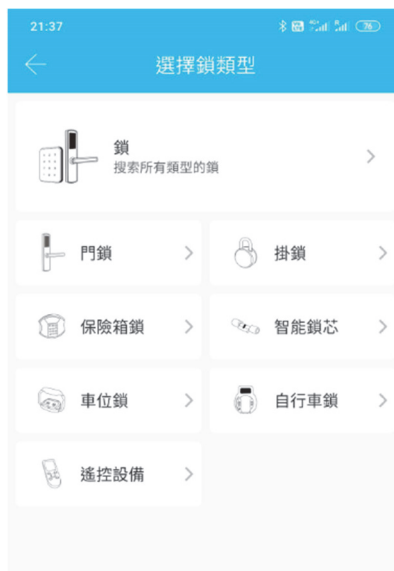 21:37
76
選擇鎖類型
鎖
搜索所有類型的鎖
門鎖
掛鎖
保險箱鎖
智能鎖芯
車位鎖
自行車鎖
遙控設備